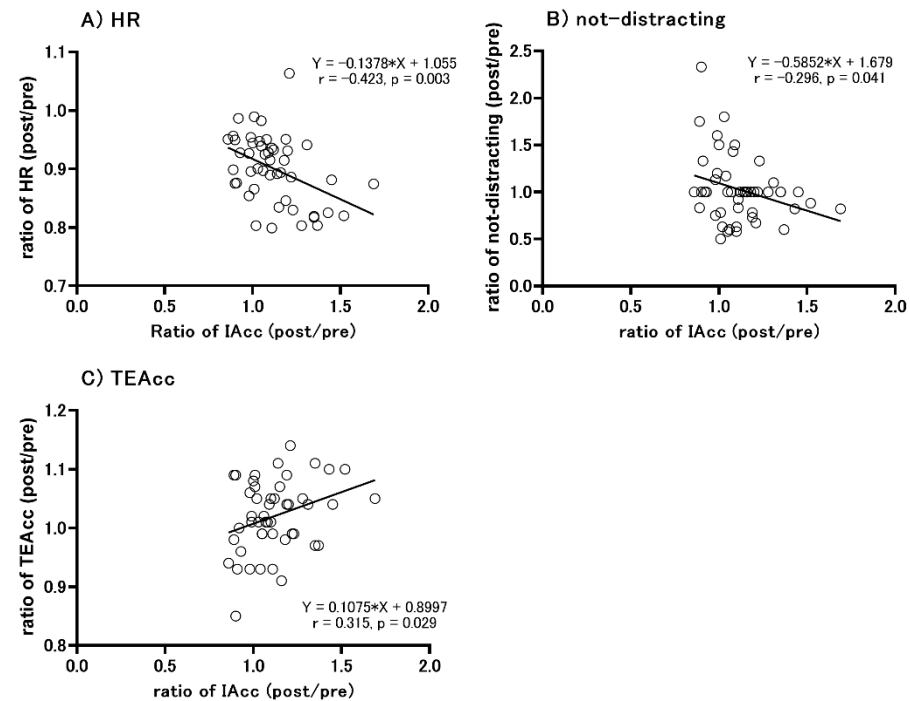 A) HR
Y = -0.1378*X + 1.055
r = -0.423, p = 0.003
ratio of HR (post/pre)
1.1
1.0
0.9
0.8
0.7
0.0 0.5 1.0 1.5 2.0
Ratio of IAcc (post/pre)
B) not-distracting
Y = -0.5852*X + 1.679
r = -0.296, p = 0.041
ratio of not-distracting (post/pre)
2.5
2.0
1.5
1.0
0.5
0.0
0.0 0.5 1.0 1.5 2.0
ratio of IAcc (post/pre)
C) TEAcc
ratio of TEAcc (post/pre)
1.2
1.1
1.0
0.9
0.8
Y = 0.1075*X + 0.8997
r = 0.315, p = 0.029
0.0 0.5 1.0 1.5 2.0
ratio of IAcc (post/pre)